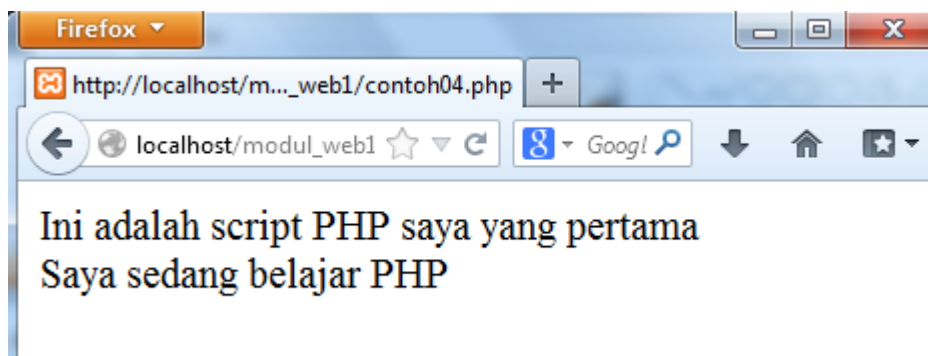 Firefox
http://localhost/m..._web1/contoh04.php
localhost/modul_web1
Googl
Ini adalah script PHP saya yang pertama
Saya sedang belajar PHP